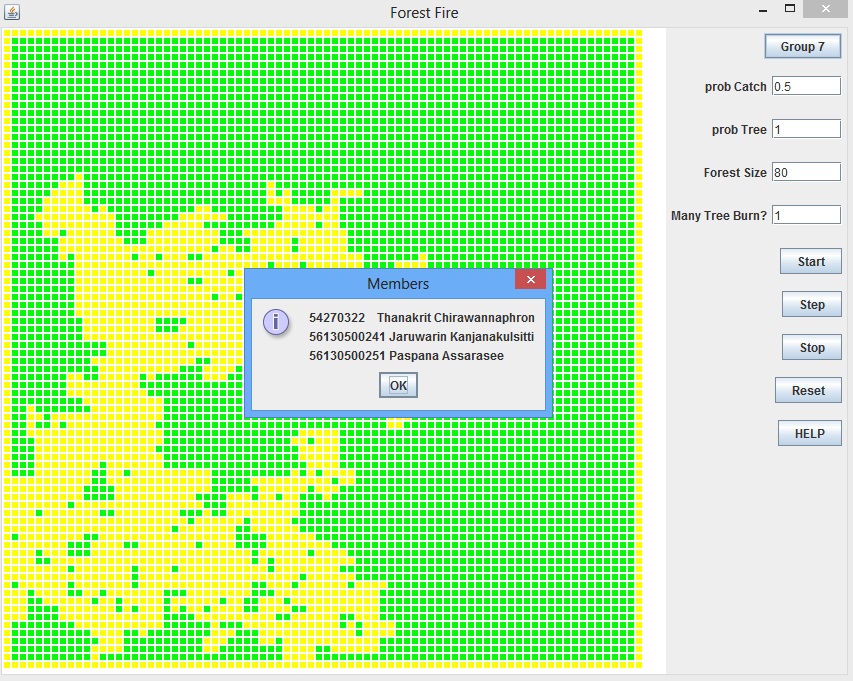 Forest Fire
Group 7
prob Catch 0.5
prob Tree 1
Forest Size 80
Many Tree Burn? 1
Start
Step
Stop
Reset
HELP
Members
54270322 Thanakrit Chirawannaphron
56130500241 Jaruwarin Kanjanakulsitti
56130500251 Paspana Assarasee
OK